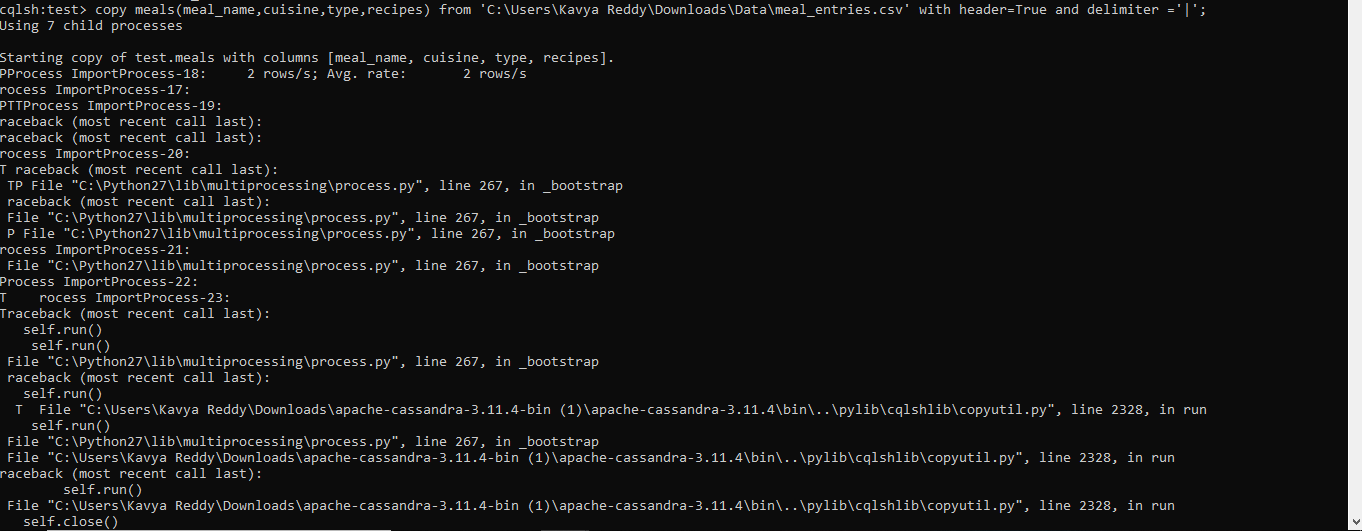 cqlsh:test> copy meals(meal_name,cuisine,type,recipes) from 'C:\Users\Kavya Reddy\Downloads\Data\meal_entries.csv' with header=True and delimiter ='|';
Using 7 child processes

Starting copy of test.meals with columns [meal_name, cuisine, type, recipes].
PProcess ImportProcess-18:     2 rows/s; Avg. rate:       2 rows/s
rocess ImportProcess-17:
PTTProcess ImportProcess-19:
raceback (most recent call last):
raceback (most recent call last):
rocess ImportProcess-20:
T raceback (most recent call last):
 TP File "C:\Python27\lib\multiprocessing\process.py", line 267, in _bootstrap
 raceback (most recent call last):
 File "C:\Python27\lib\multiprocessing\process.py", line 267, in _bootstrap
 P File "C:\Python27\lib\multiprocessing\process.py", line 267, in _bootstrap
rocess ImportProcess-21:
 File "C:\Python27\lib\multiprocessing\process.py", line 267, in _bootstrap
Process ImportProcess-22:
T    rocess ImportProcess-23:
Traceback (most recent call last):
   self.run()
    self.run()
 File "C:\Python27\lib\multiprocessing\process.py", line 267, in _bootstrap
 raceback (most recent call last):
   self.run()
  T  File "C:\Users\Kavya Reddy\Downloads\apache-cassandra-3.11.4-bin (1)\apache-cassandra-3.11.4\bin\..\pylib\cqlshlib\copyutil.py", line 2328, in run
    self.run()
 File "C:\Python27\lib\multiprocessing\process.py", line 267, in _bootstrap
 File "C:\Users\Kavya Reddy\Downloads\apache-cassandra-3.11.4-bin (1)\apache-cassandra-3.11.4\bin\..\pylib\cqlshlib\copyutil.py", line 2328, in run
raceback (most recent call last):
        self.run()
 File "C:\Users\Kavya Reddy\Downloads\apache-cassandra-3.11.4-bin (1)\apache-cassandra-3.11.4\bin\..\pylib\cqlshlib\copyutil.py", line 2328, in run
   self.close()